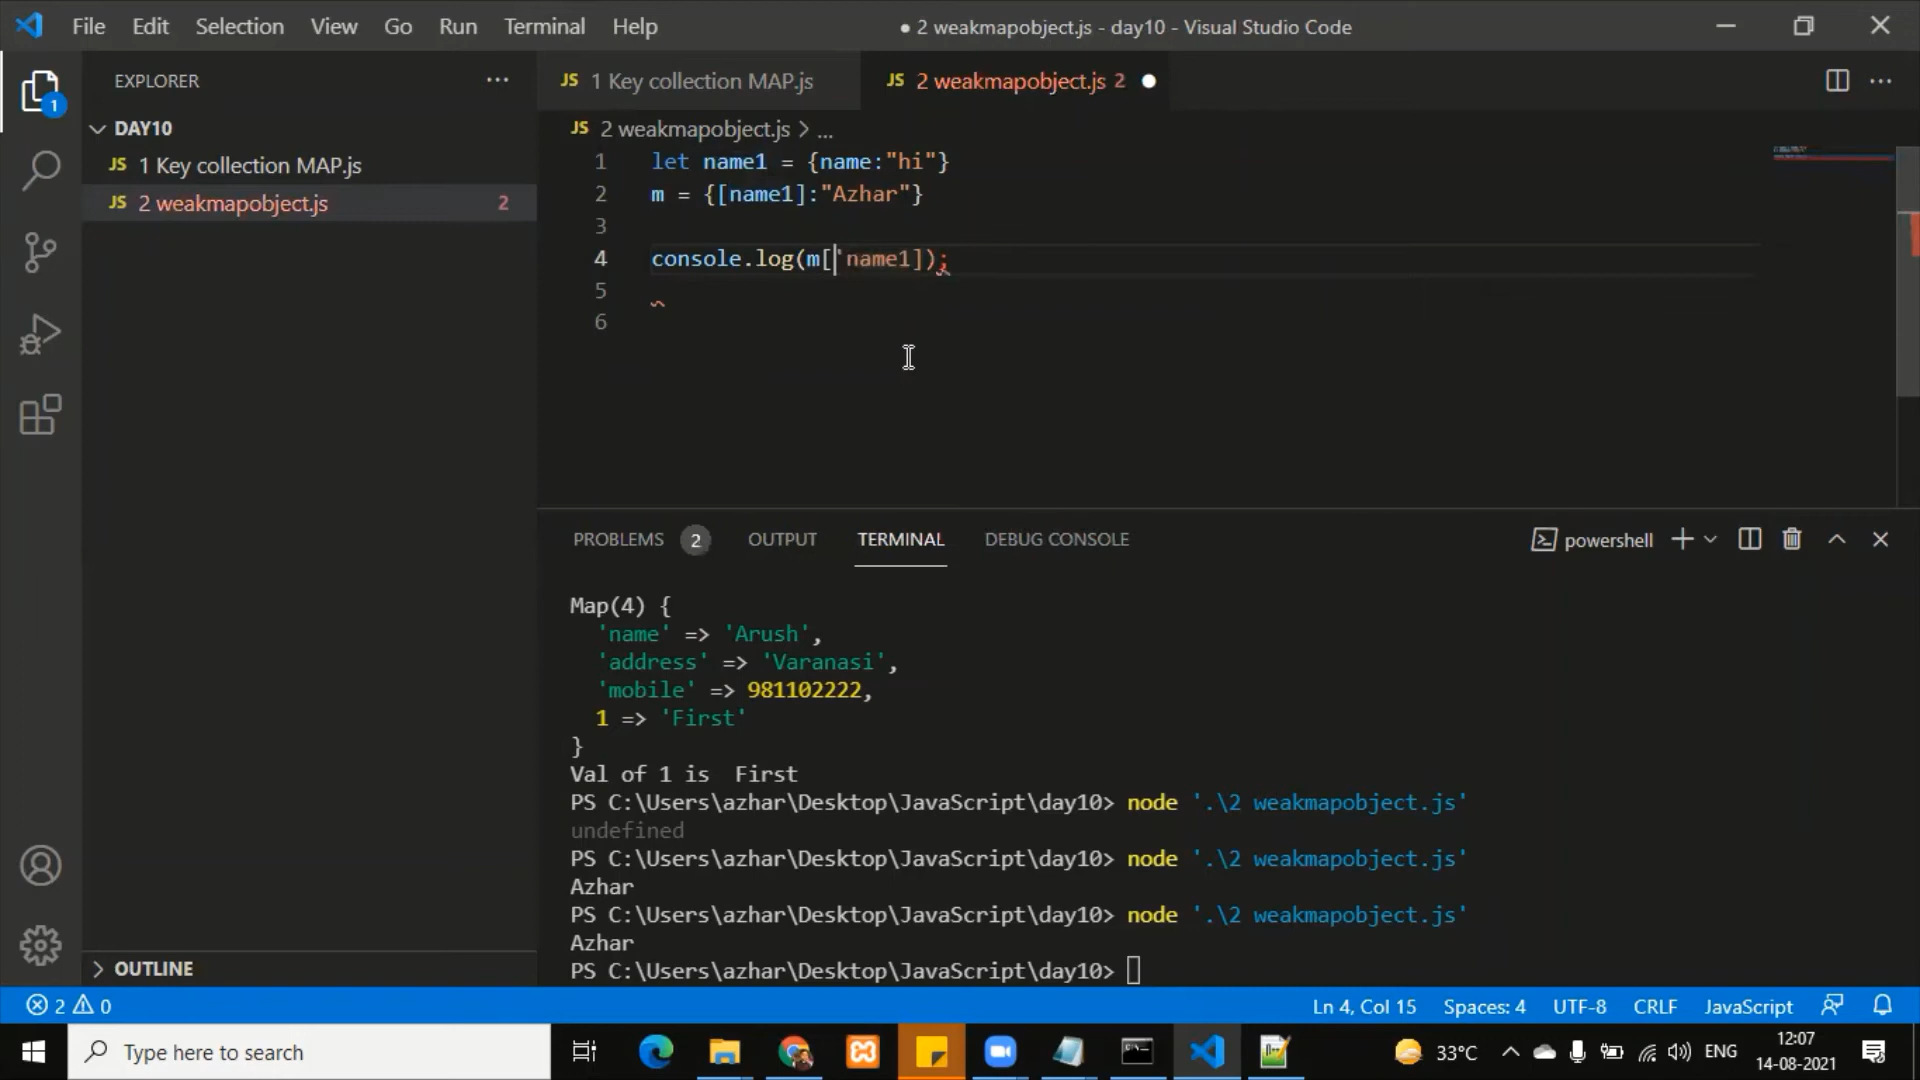 File Edit Selection View Go Run Terminal Help
● 2 weakmapobject.js - day10 - Visual Studio Code
EXPLORER
1
DAY10
JS 1 Key collection MAP.js
JS 2 weakmapobject.js 2
OUTLINE
JS 1 Key collection MAP.js
JS 2 weakmapobject.js 2
JS 2 weakmapobject.js > ...
1 let name1 = {name:"hi"}
2 m = {[name1]:"Azhar"}
3
4 console.log(m['name1]);
5
6
PROBLEMS 2 OUTPUT TERMINAL DEBUG CONSOLE
powershell
Map(4) {
'name' => 'Arush',
'address' => 'Varanasi',
'mobile' => 981102222,
1 => 'First'
}
Val of 1 is  First
PS C:\Users\azhar\Desktop\JavaScript\day10> node '.\2 weakmapobject.js'
undefined
PS C:\Users\azhar\Desktop\JavaScript\day10> node '.\2 weakmapobject.js'
Azhar
PS C:\Users\azhar\Desktop\JavaScript\day10> node '.\2 weakmapobject.js'
Azhar
PS C:\Users\azhar\Desktop\JavaScript\day10>
2 0
Ln 4, Col 15 Spaces: 4 UTF-8 CRLF JavaScript
Type here to search
33°C
ENG
12:07
14-08-2021